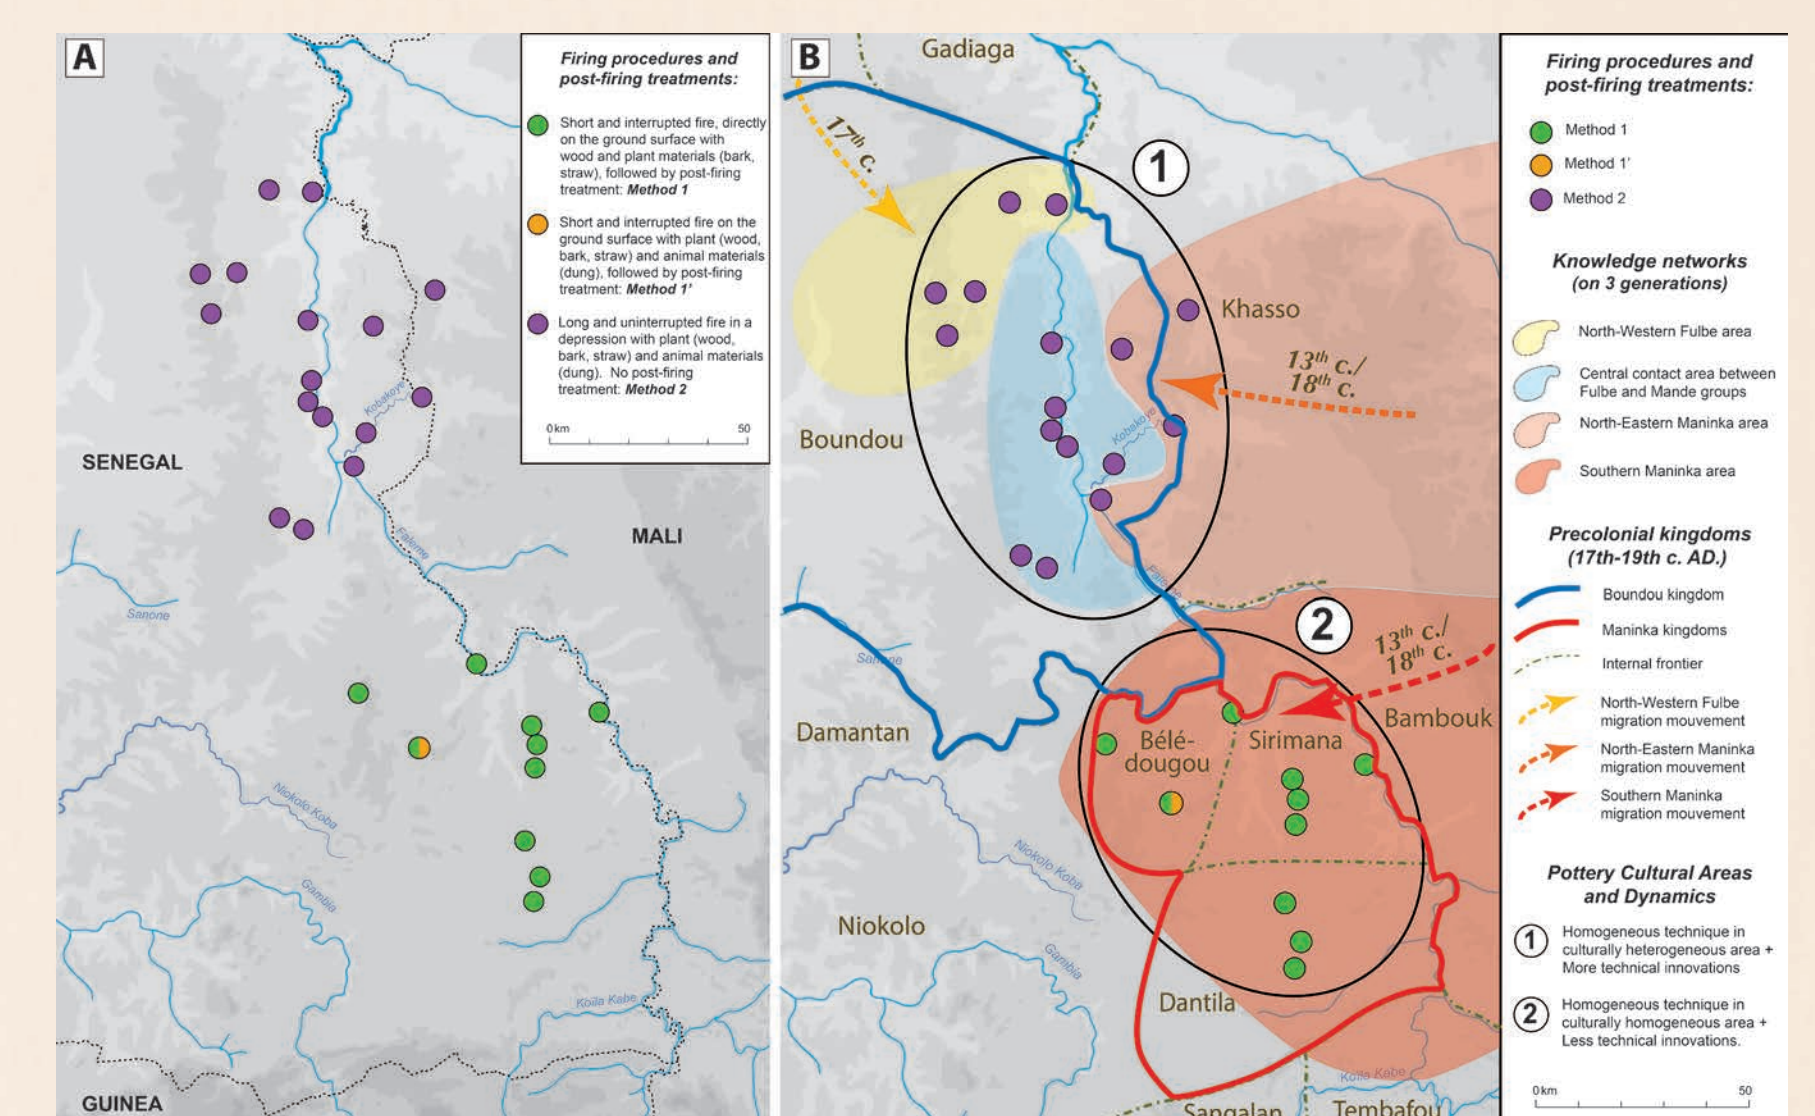 A
Firing procedures and
post-firing treatments:
Short and interrupted fire, directly
on the ground surface with
wood and plant materials (bark,
straw), followed by post-firing
treatment: Method 1
Short and interrupted fire on the
ground surface with plant (wood,
bark, straw) and animal materials
(dung), followed by post-firing
treatment: Method 1'
Long and uninterrupted fire in a
depression with plant (wood,
bark, straw) and animal materials
(dung). No post-firing
treatment: Method 2
0 km 50
Kobakoye
SENEGAL
MALI
Faleme
Sanone
Niokolo Koba
Gambia
Koila Kabe
GUINEA
B
Gadiaga
17th c.
1
Khasso
13th c./
18th c.
Boundou
Kobakoye
Faleme
2
13th c./
18th c.
Sanone
Damantan
Bélé-
dougou
Sirimana
Bambouk
Niokolo Koba
Niokolo
Gambia
Dantila
Koila Kabe
Sangalan
Tembafou
Firing procedures and
post-firing treatments:
Method 1
Method 1'
Method 2
Knowledge networks
(on 3 generations)
North-Western Fulbe area
Central contact area between
Fulbe and Mande groups
North-Eastern Maninka area
Southern Maninka area
Precolonial kingdoms
(17th-19th c. AD.)
Boundou kingdom
Maninka kingdoms
Internal frontier
North-Western Fulbe
migration mouvement
North-Eastern Maninka
migration mouvement
Southern Maninka
migration mouvement
Pottery Cultural Areas
and Dynamics
1
Homogeneous technique in
culturally heterogeneous area +
More technical innovations
2
Homogeneous technique in
culturally homogeneous area +
Less technical innovations.
0 km 50